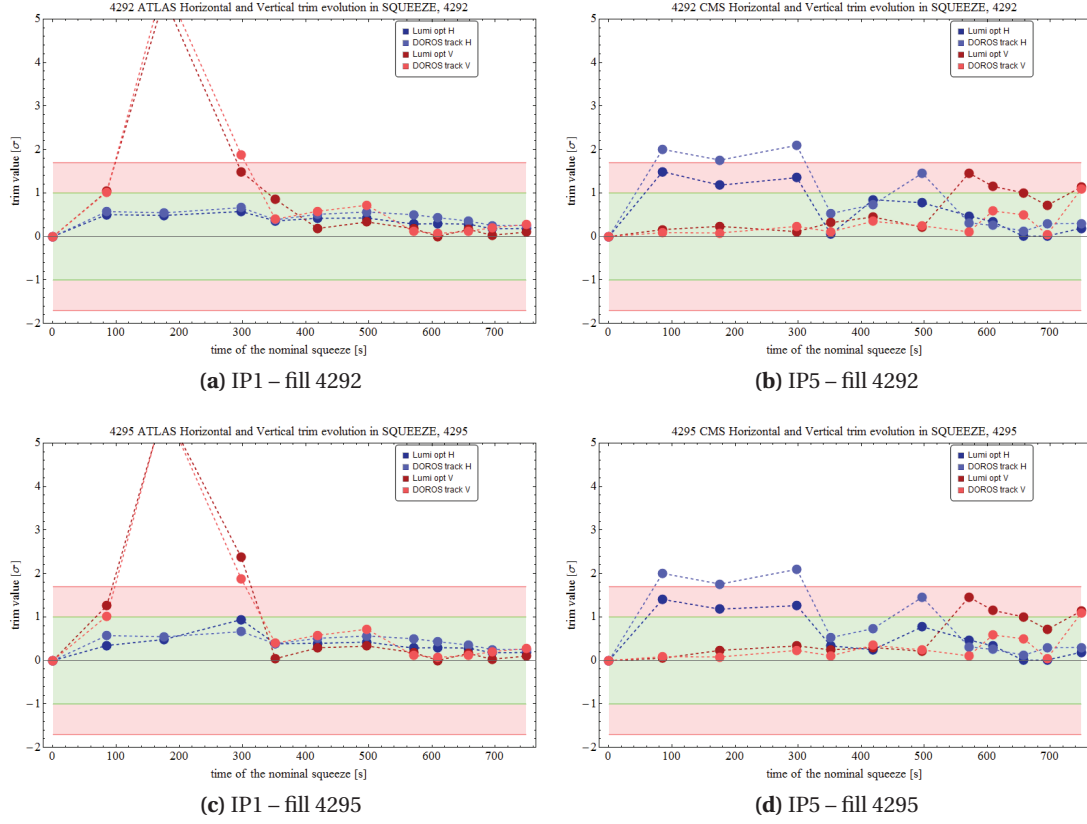 4292 ATLAS Horizontal and Vertical trim evolution in SQUEEZE, 4292
5
4
3
2
1
0
−1
−2
trim value [σ]
Lumi opt H
DOROS track H
Lumi opt V
DOROS track V
0 100 200 300 400 500 600 700
time of the nominal squeeze [s]
(a) IP1 – fill 4292
4292 CMS Horizontal and Vertical trim evolution in SQUEEZE, 4292
5
4
3
2
1
0
−1
−2
trim value [σ]
Lumi opt H
DOROS track H
Lumi opt V
DOROS track V
0 100 200 300 400 500 600 700
time of the nominal squeeze [s]
(b) IP5 – fill 4292
4295 ATLAS Horizontal and Vertical trim evolution in SQUEEZE, 4295
5
4
3
2
1
0
−1
−2
trim value [σ]
Lumi opt H
DOROS track H
Lumi opt V
DOROS track V
0 100 200 300 400 500 600 700
time of the nominal squeeze [s]
(c) IP1 – fill 4295
4295 CMS Horizontal and Vertical trim evolution in SQUEEZE, 4295
5
4
3
2
1
0
−1
−2
trim value [σ]
Lumi opt H
DOROS track H
Lumi opt V
DOROS track V
0 100 200 300 400 500 600 700
time of the nominal squeeze [s]
(d) IP5 – fill 4295